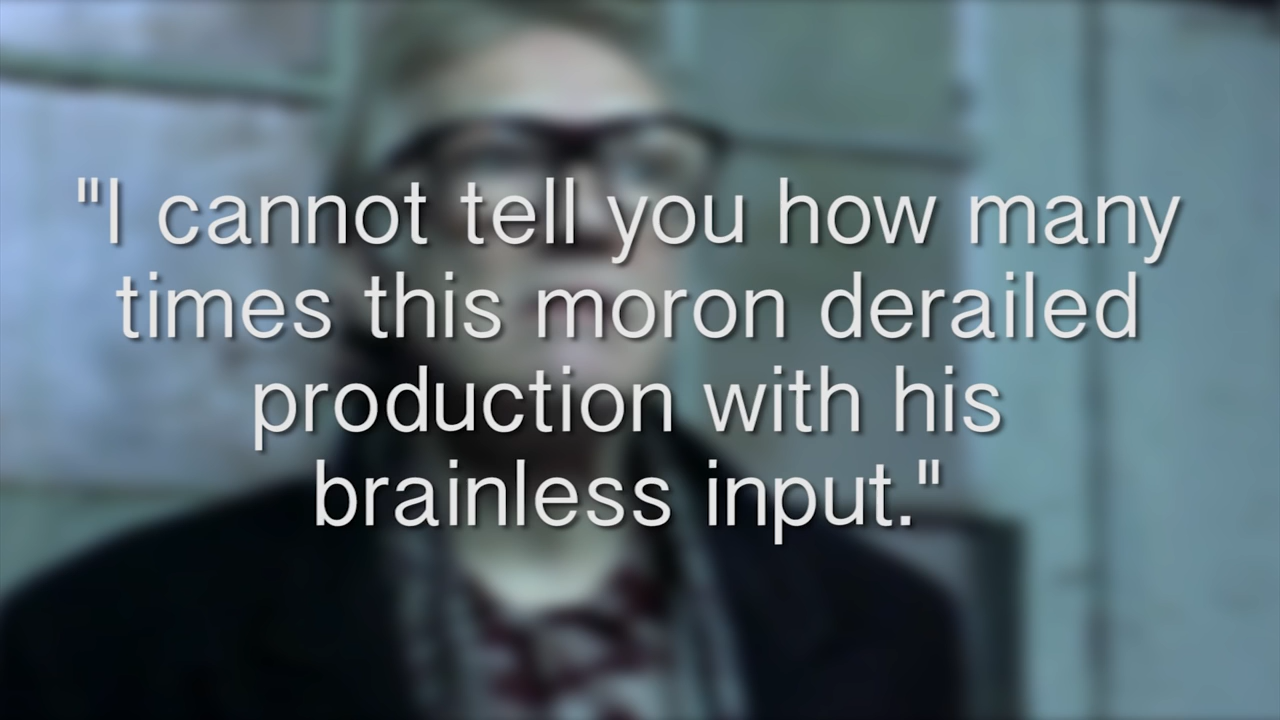 "I cannot tell you how many
times this moron derailed
production with his
brainless input."